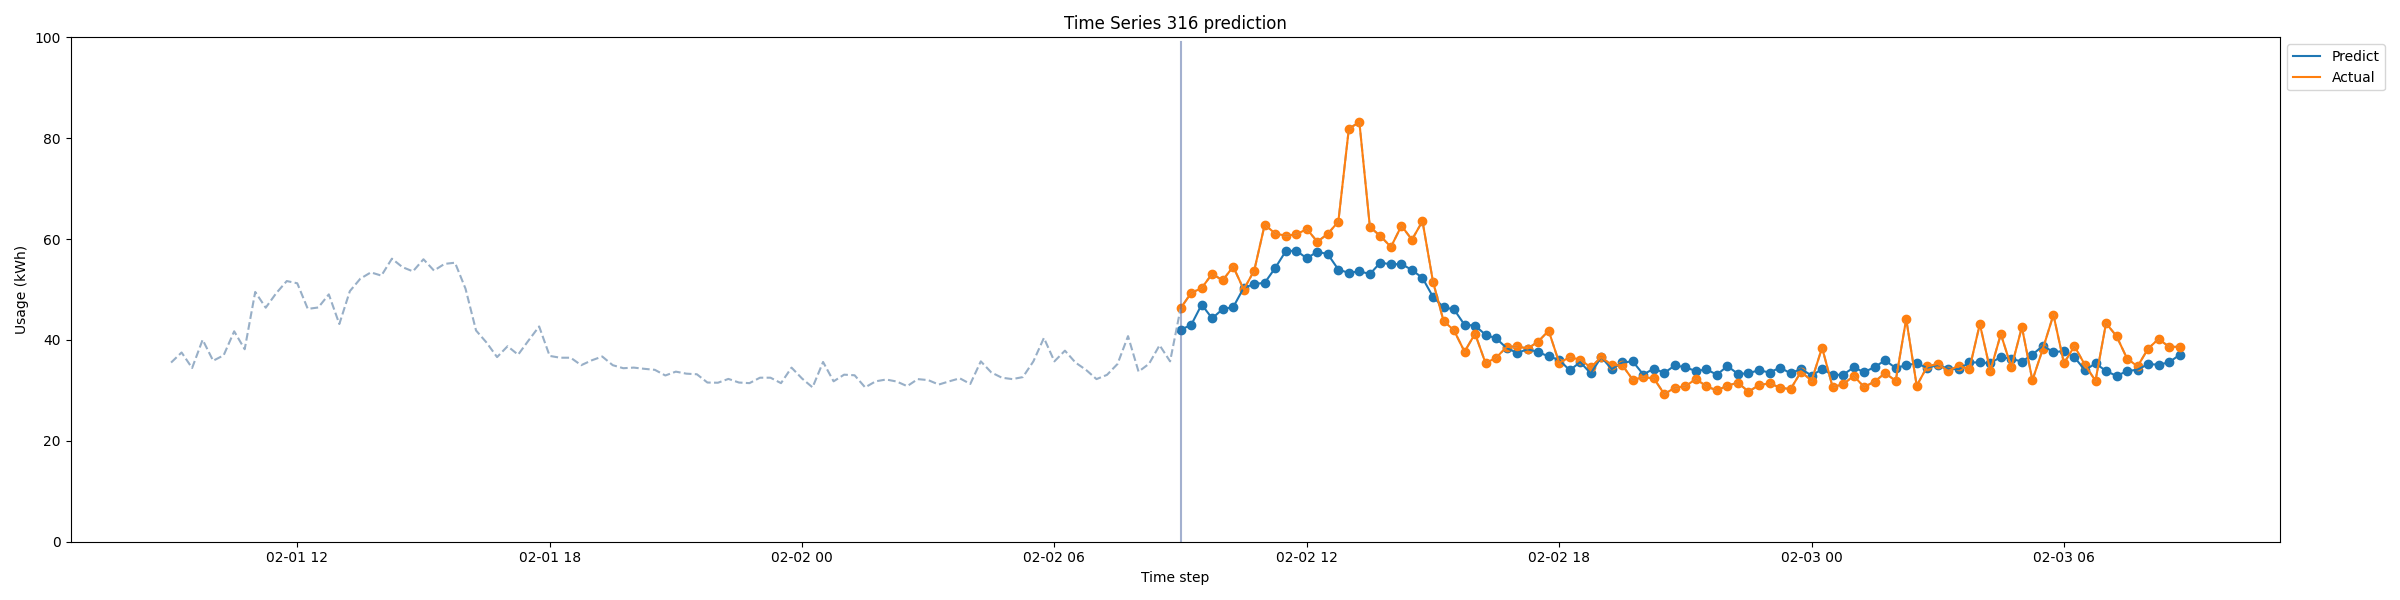 Time Series 316 prediction
100
80
60
40
20
0
Usage (kWh)
02-01 12
02-01 18
02-02 00
02-02 06
02-02 12
02-02 18
02-03 00
02-03 06
Time step
Predict
Actual